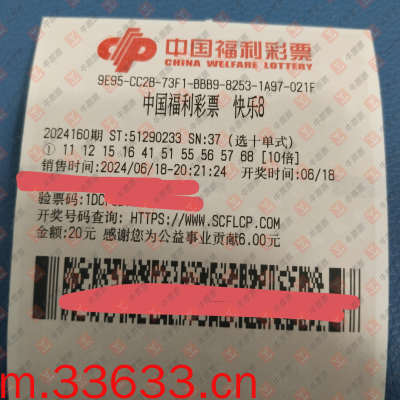 中国福利彩票
CHINA WELFARE LOTTERY
9E95-CC2B-73F1-BBB9-8253-1A97-021F
中国福利彩票 快乐8
2024160期 ST:51290233 SN:37 (选十单式)
① 11 12 15 16 41 51 55 56 57 68 [10倍]
销售时间:2024/06/18-20:21:24 开奖时间:06/18
验票码:1DC
开奖号码查询: HTTPS://WWW.SCFLCP.COM
金额:20元 感谢您为公益事业贡献6.00元
m.33633.cn